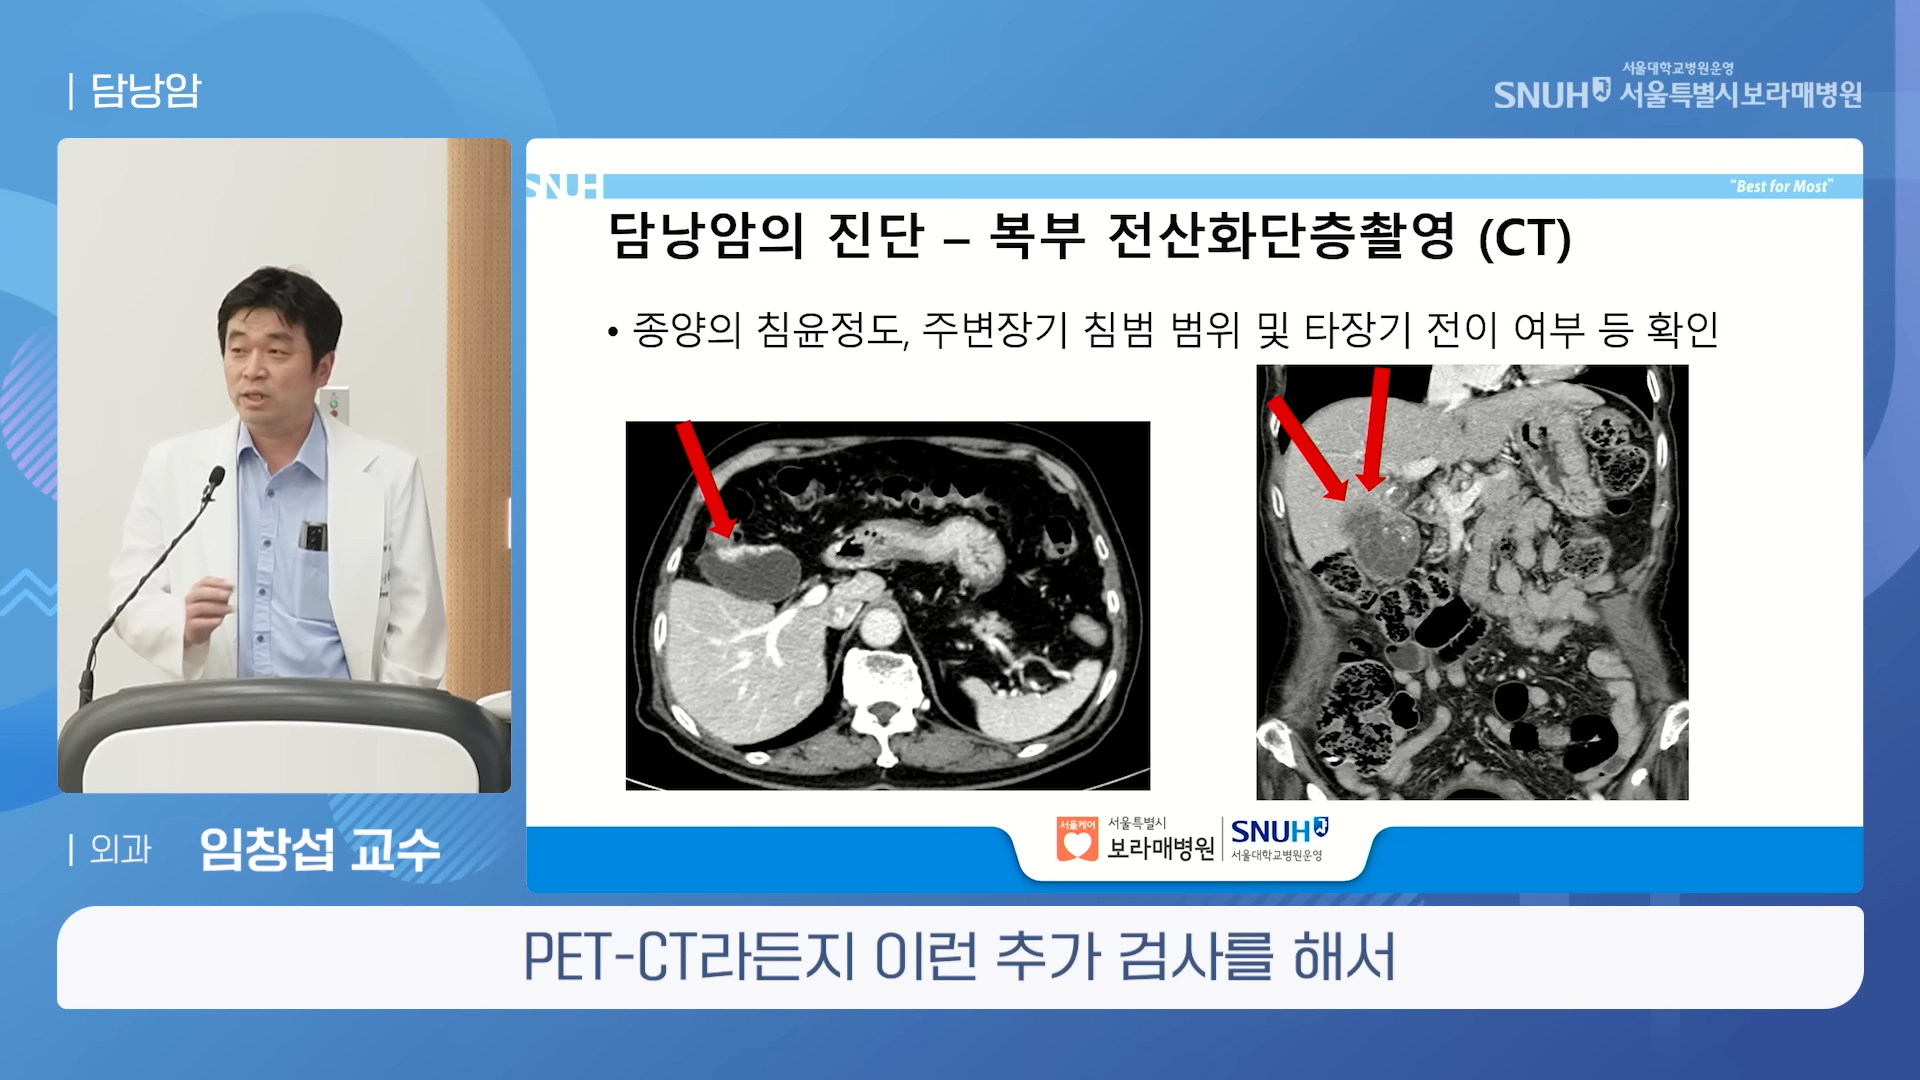 담낭암
서울대학교병원운영
SNUH 서울특별시보라매병원
SNUH
“Best for Most”
담낭암의 진단 – 복부 전산화단층촬영 (CT)
• 종양의 침윤정도, 주변장기 침범 범위 및 타장기 전이 여부 등 확인
서울케어
서울특별시
보라매병원
SNUH
서울대학교병원운영
외과 임창섭 교수
PET-CT라든지 이런 추가 검사를 해서